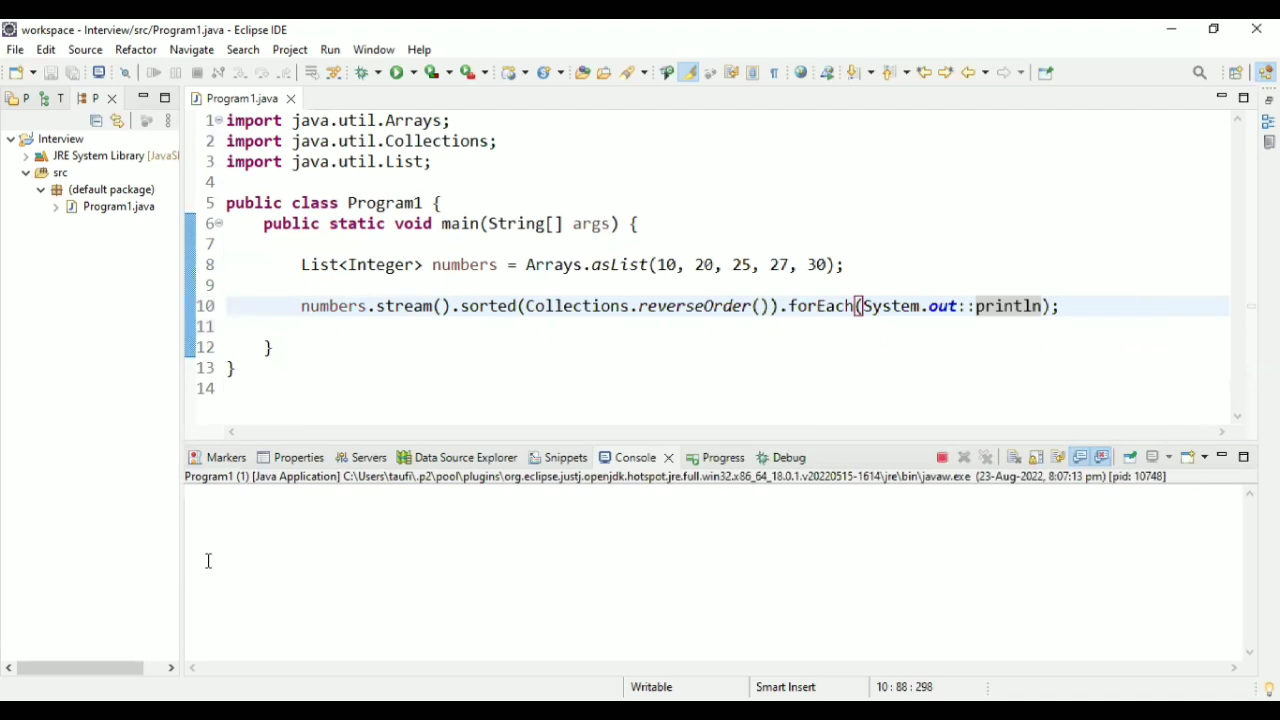 workspace - Interview/src/Program1.java - Eclipse IDE
File Edit Source Refactor Navigate Search Project Run Window Help
P T P
Program1.java
Interview
JRE System Library [JavaSI
src
(default package)
Program1.java
1 import java.util.Arrays;
2 import java.util.Collections;
3 import java.util.List;
4
5 public class Program1 {
6 public static void main(String[] args) {
7
8 List<Integer> numbers = Arrays.asList(10, 20, 25, 27, 30);
9
10 numbers.stream().sorted(Collections.reverseOrder()).forEach(System.out::println);
11
12 }
13 }
14
Markers Properties Servers Data Source Explorer Snippets Console Progress Debug
Program1 (1) [Java Application] C:\Users\taufi\.p2\pool\plugins\org.eclipse.justj.openjdk.hotspot.jre.full.win32.x86_64_18.0.1.v20220515-1614\jre\bin\javaw.exe (23-Aug-2022, 8:07:13 pm) [pid: 10748]
Writable Smart Insert 10 : 88 : 298